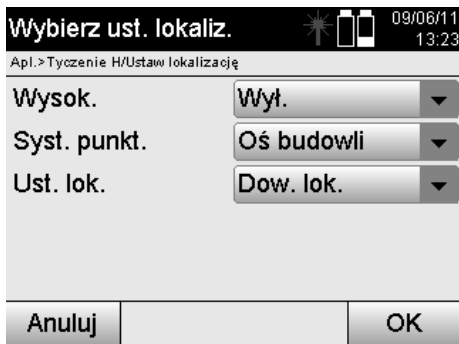 Wybierz ust. lokaliz. 09/06/11
13:23
Apl.>Tyczenie H/Ustaw lokalizację
Wysok. Wył.
Syst. punkt. Oś budowli
Ust. lok. Dow. lok.
Anuluj OK